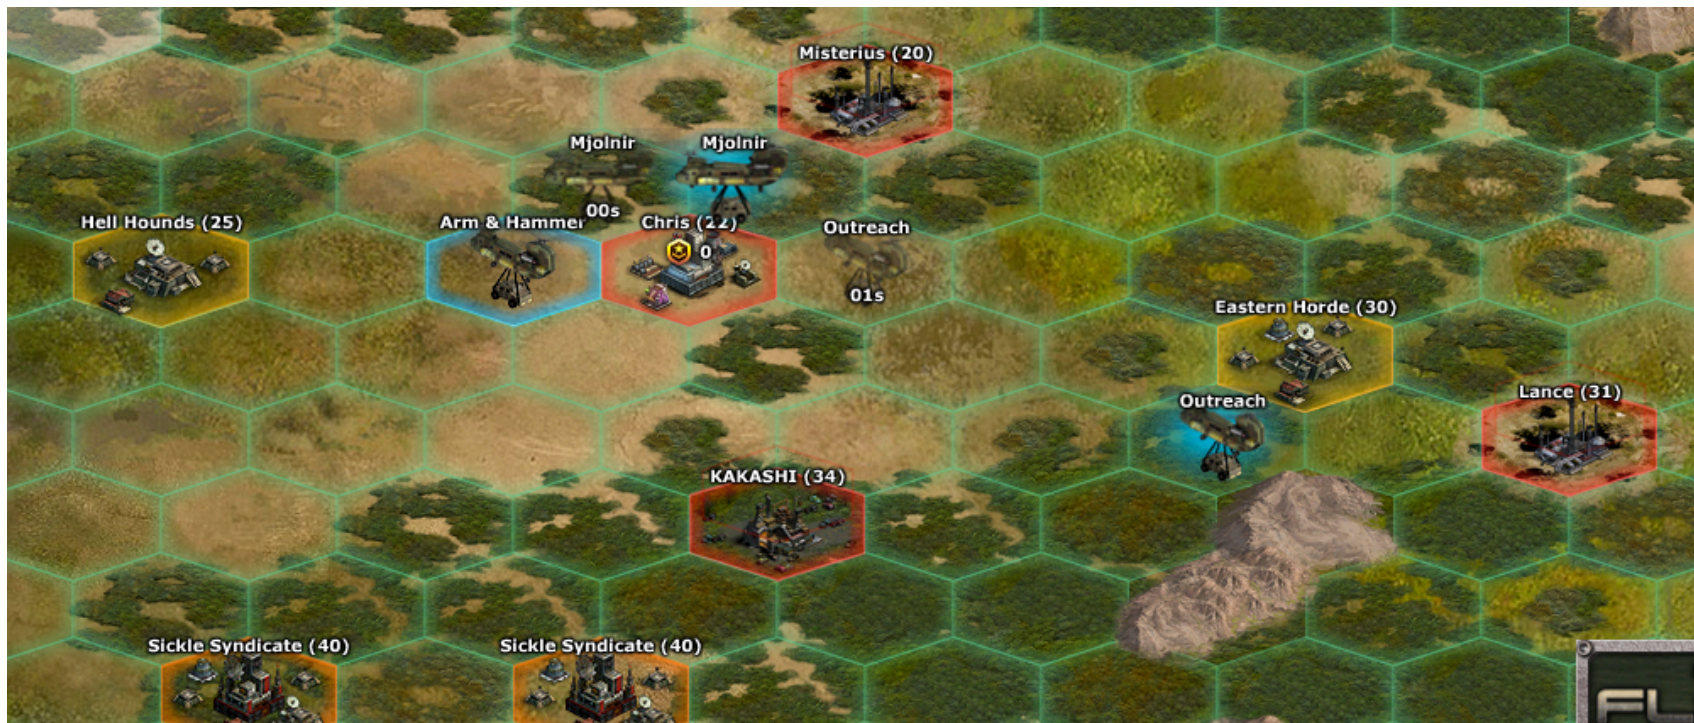 Misterius (20)
Mjolnir
Mjolnir
00s
Hell Hounds (25)
Arm & Hammer
Chris (22)
0
Outreach
01s
Eastern Horde (30)
Outreach
Lance (31)
KAKASHI (34)
Sickle Syndicate (40)
Sickle Syndicate (40)
FL